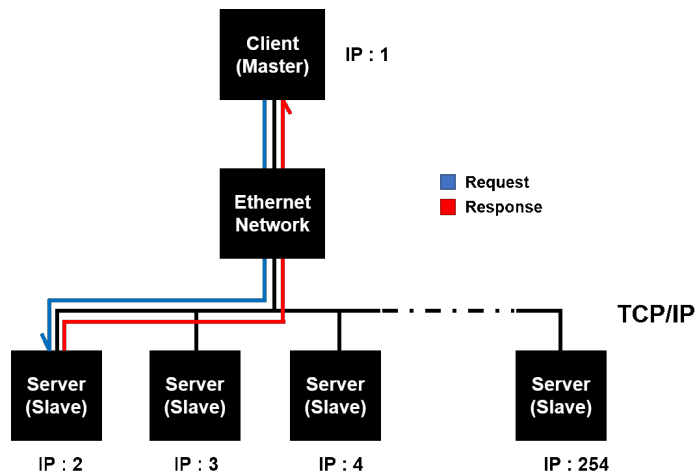 Client
(Master)
IP : 1
Ethernet
Network
Request
Response
TCP/IP
Server
(Slave)
Server
(Slave)
Server
(Slave)
Server
(Slave)
IP : 2
IP : 3
IP : 4
IP : 254